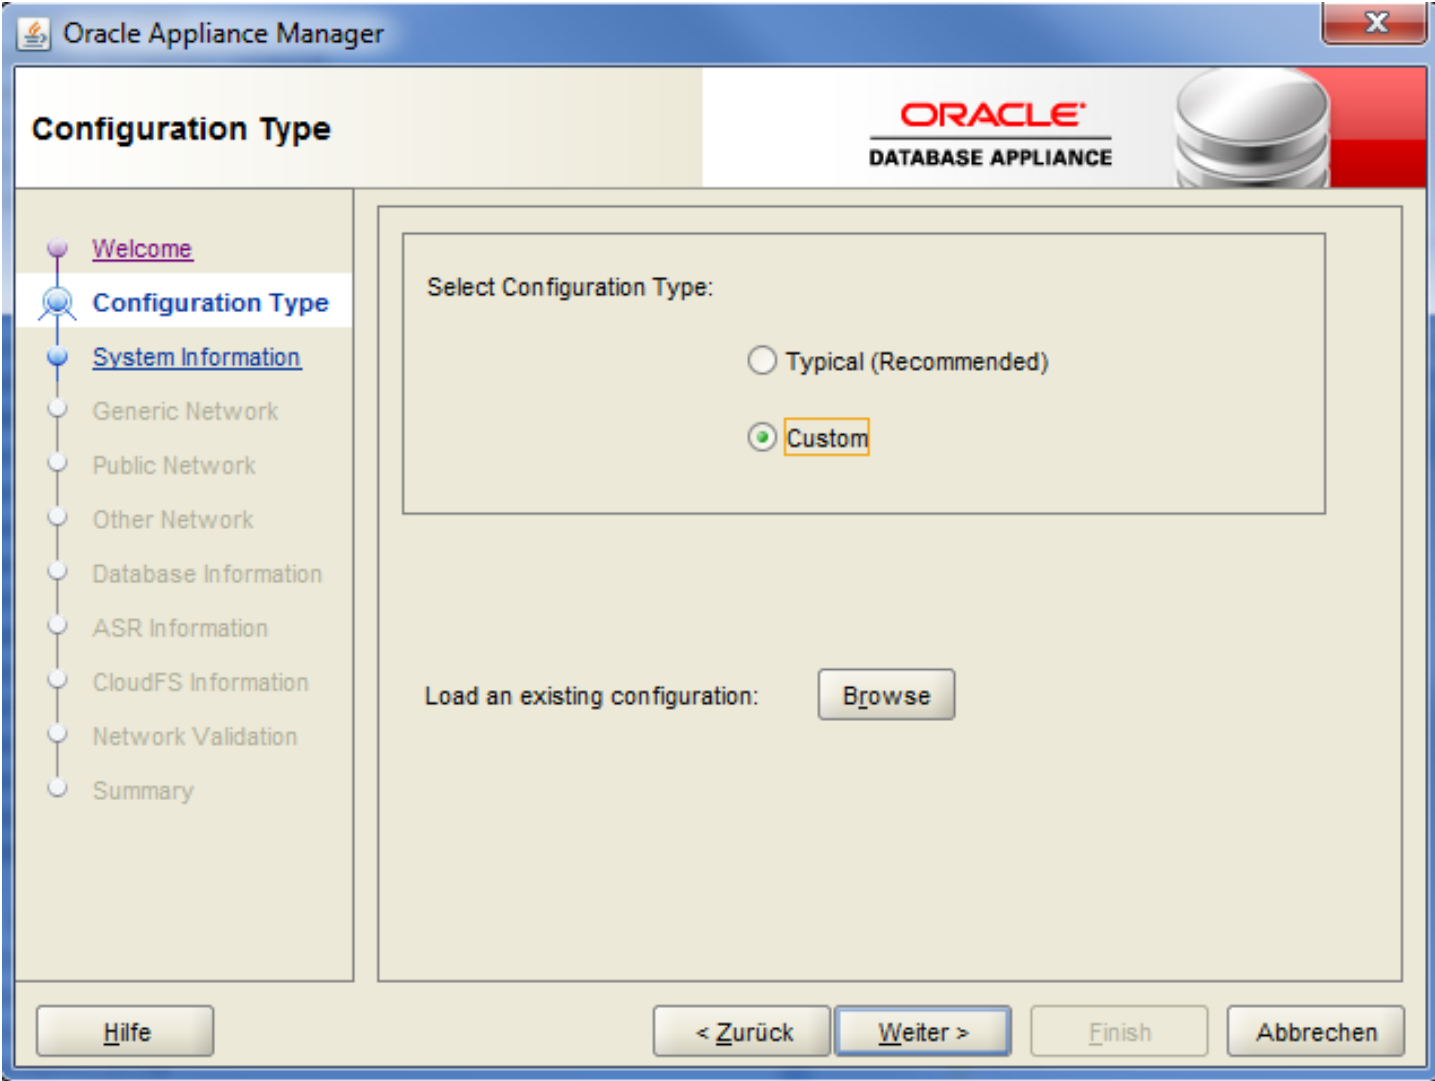 Oracle Appliance Manager
Configuration Type
ORACLE
DATABASE APPLIANCE
Welcome
Configuration Type
System Information
Generic Network
Public Network
Other Network
Database Information
ASR Information
CloudFS Information
Network Validation
Summary
Select Configuration Type:
Typical (Recommended)
Custom
Load an existing configuration:
Browse
Hilfe
< Zurück
Weiter >
Finish
Abbrechen